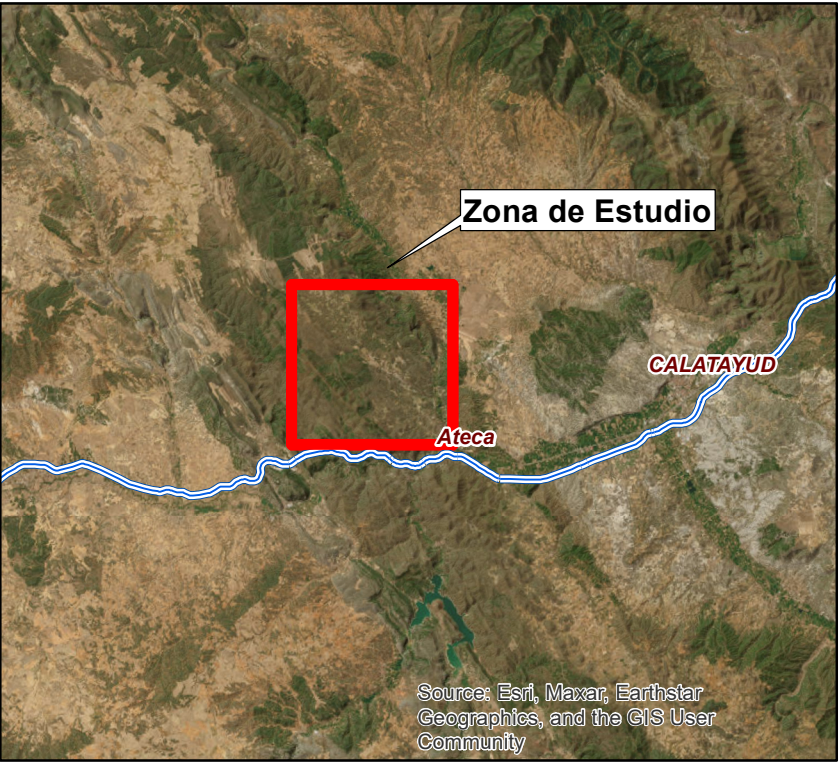 Zona de Estudio
CALATAYUD
Ateca
Source: Esri, Maxar, Earthstar
Geographics, and the GIS User
Community